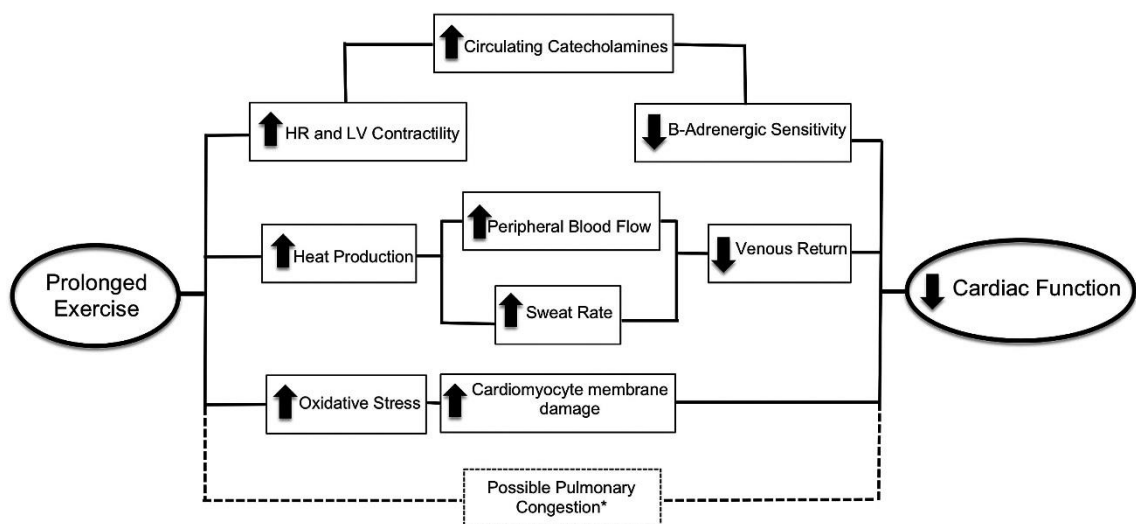 Circulating Catecholamines
HR and LV Contractility
B-Adrenergic Sensitivity
Peripheral Blood Flow
Heat Production
Venous Return
Prolonged
Exercise
Cardiac Function
Sweat Rate
Oxidative Stress
Cardiomyocyte membrane
damage
Possible Pulmonary
Congestion*